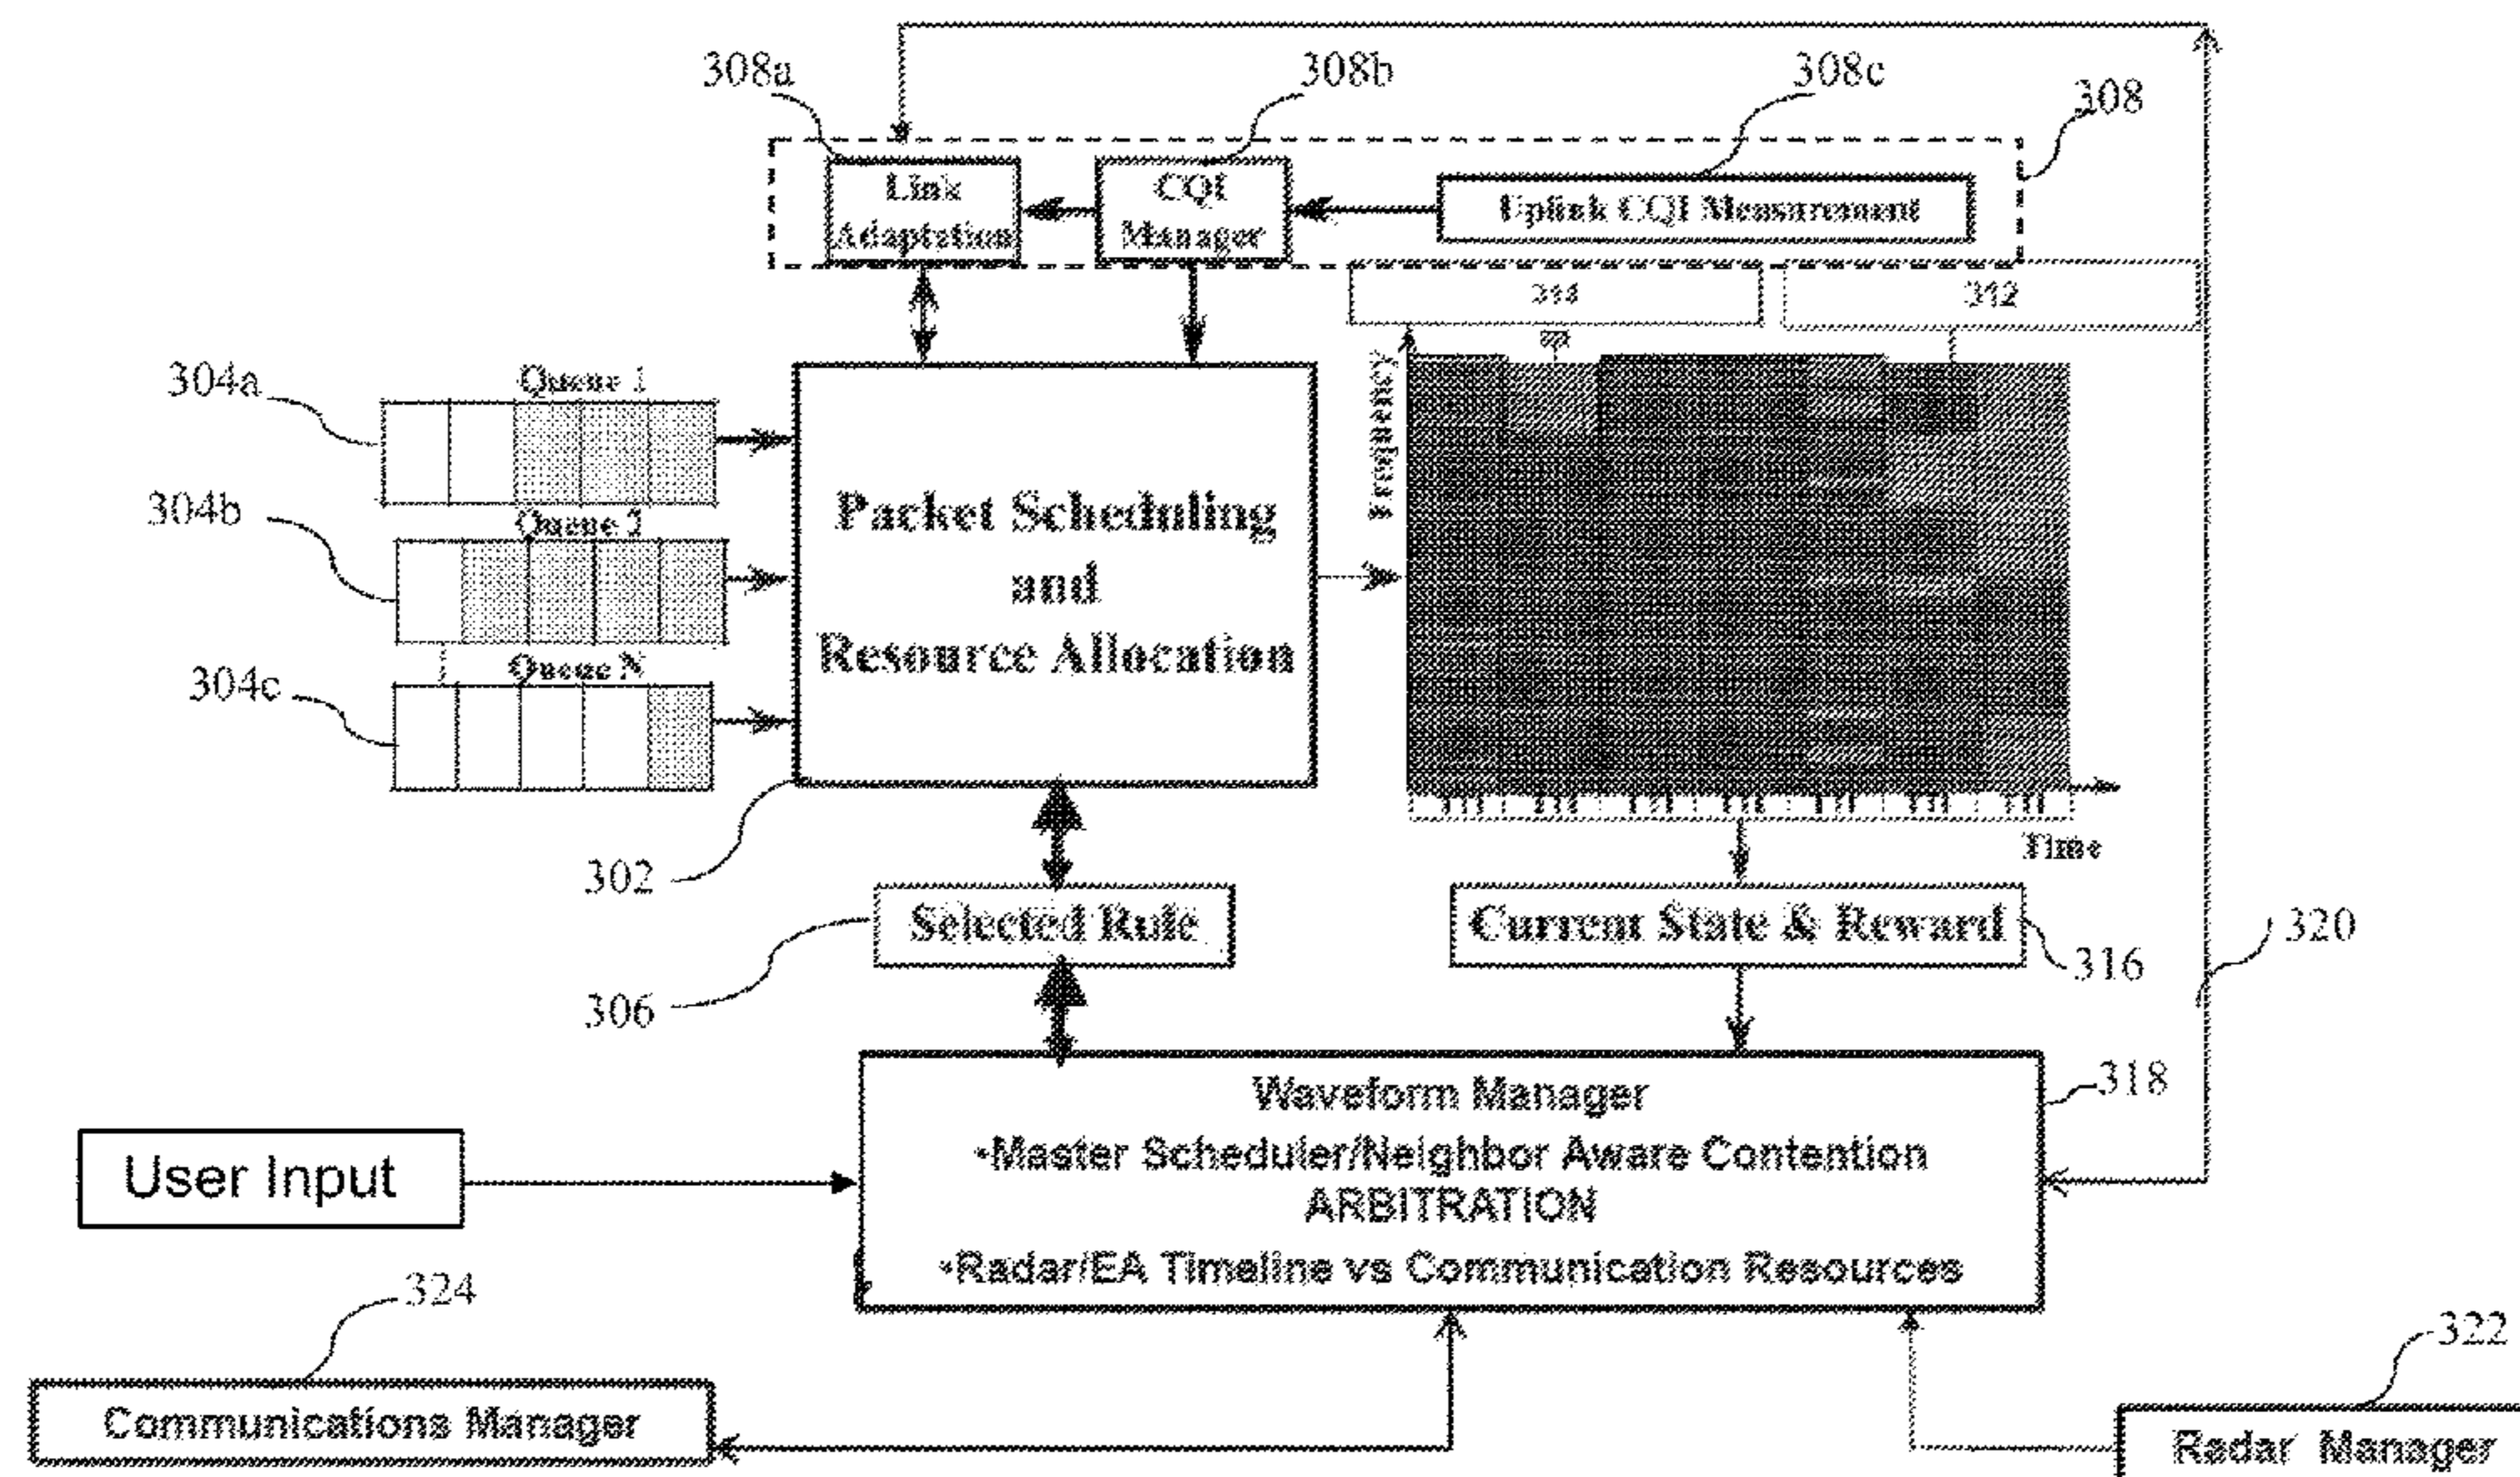 308a
308b
308c
308
Link
Adaptation
CQI
Manager
Uplink CQI Measurement
312
304a
Queue 1
304b
Queue 2
304c
Queue N
Packet Scheduling
and
Resource Allocation
Frequency
Time
302
Selected Rule
306
Current State & Reward
316
320
318
Waveform Manager
•Master Scheduler/Neighbor Aware Contention
ARBITRATION
•Radar/EA Timeline vs Communication Resources
User Input
324
Communications Manager
322
Radar Manager